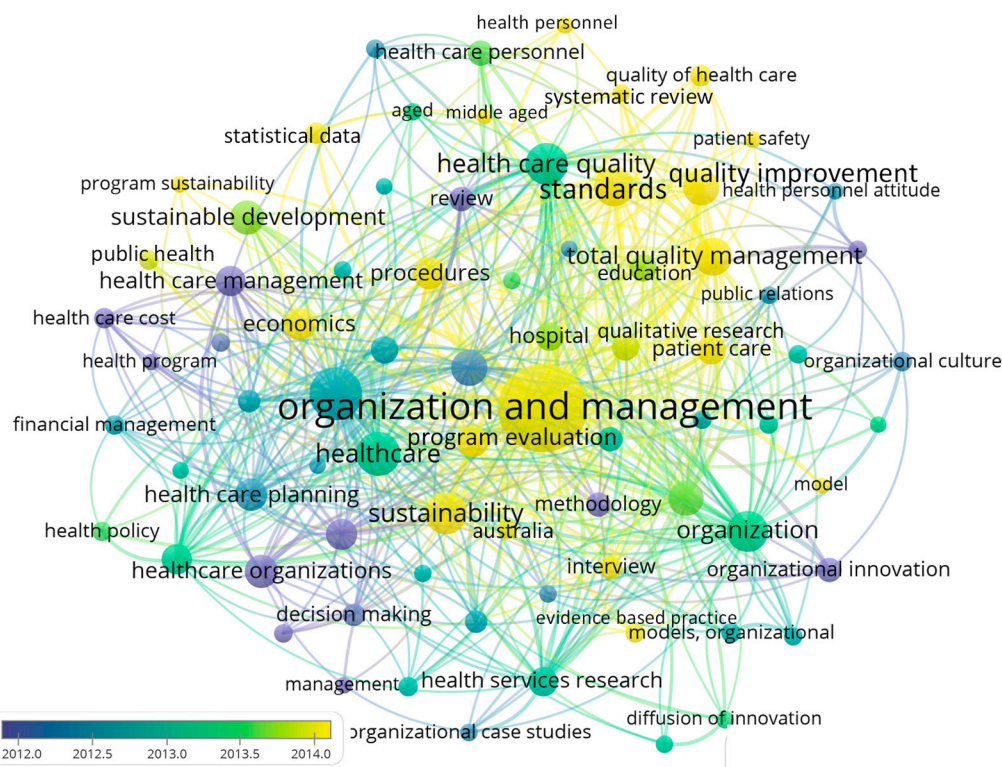 health personnel
health care personnel
quality of health care
systematic review
aged
middle aged
statistical data
patient safety
health care quality
quality improvement
program sustainability
standards
health personnel attitude
review
sustainable development
public health
total quality management
procedures
education
health care management
public relations
health care cost
economics
hospital
qualitative research
patient care
health program
organizational culture
organization and management
financial management
program evaluation
healthcare
model
health care planning
methodology
sustainability
australia
health policy
organization
healthcare organizations
interview
organizational innovation
decision making
evidence based practice
models, organizational
management
health services research
diffusion of innovation
organizational case studies
2012.0 2012.5 2013.0 2013.5 2014.0